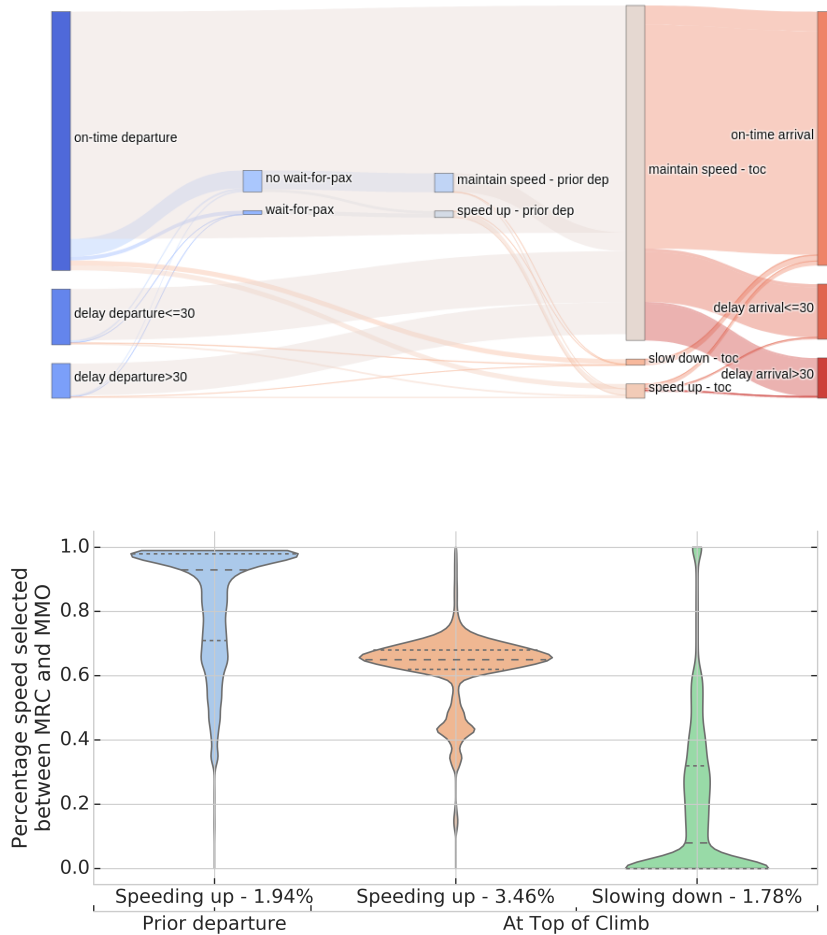 on-time departure
on-time arrival
maintain speed - toc
no wait-for-pax
maintain speed - prior dep
wait-for-pax
speed up - prior dep
delay departure<=30
delay arrival<=30
slow down - toc
delay departure>30
delay arrival>30
speed up - toc
Percentage speed selected
between MRC and MMO
1.0
0.8
0.6
0.4
0.2
0.0
Speeding up - 1.94%
Speeding up - 3.46%
Slowing down - 1.78%
Prior departure
At Top of Climb